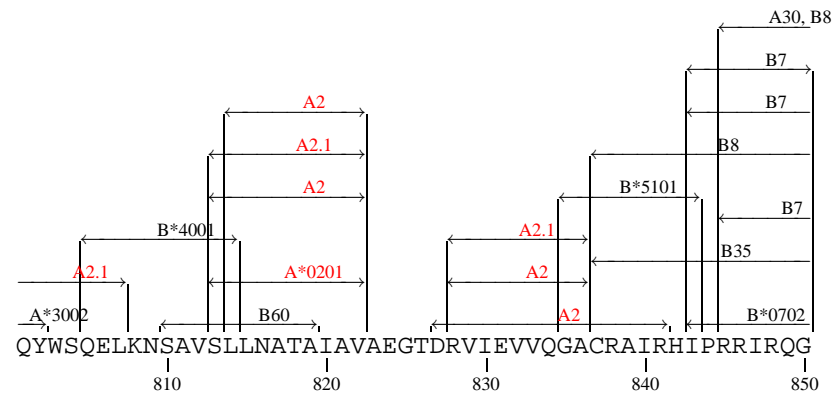 A30, B8
B7
A2 B7
A2.1 B8
A2 B*5101
B7
B*4001 A2.1
B35
A2.1 A*0201 A2
A*3002 B60 A2 B*0702
QYWSQELKNSAVSLLNATAIAVAEGTDRVIEVVQGACRAIRHIPRRIRQG
810 820 830 840 850